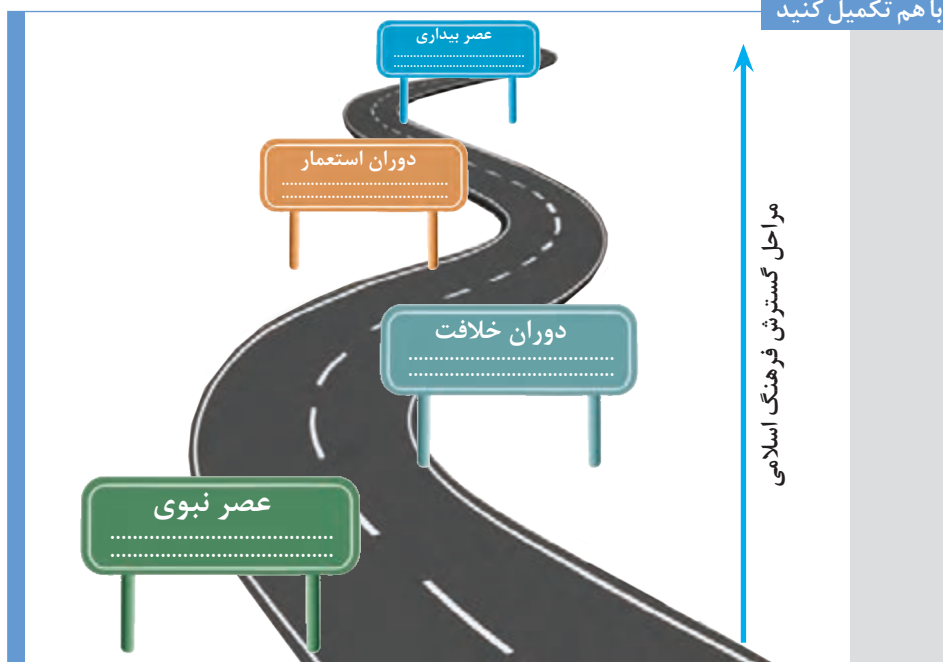 با هم تکمیل کنید
عصر بیداری
دوران استعمار
دوران خلافت
عصر نبوی
مراحل گسترش فرهنگ اسلامی